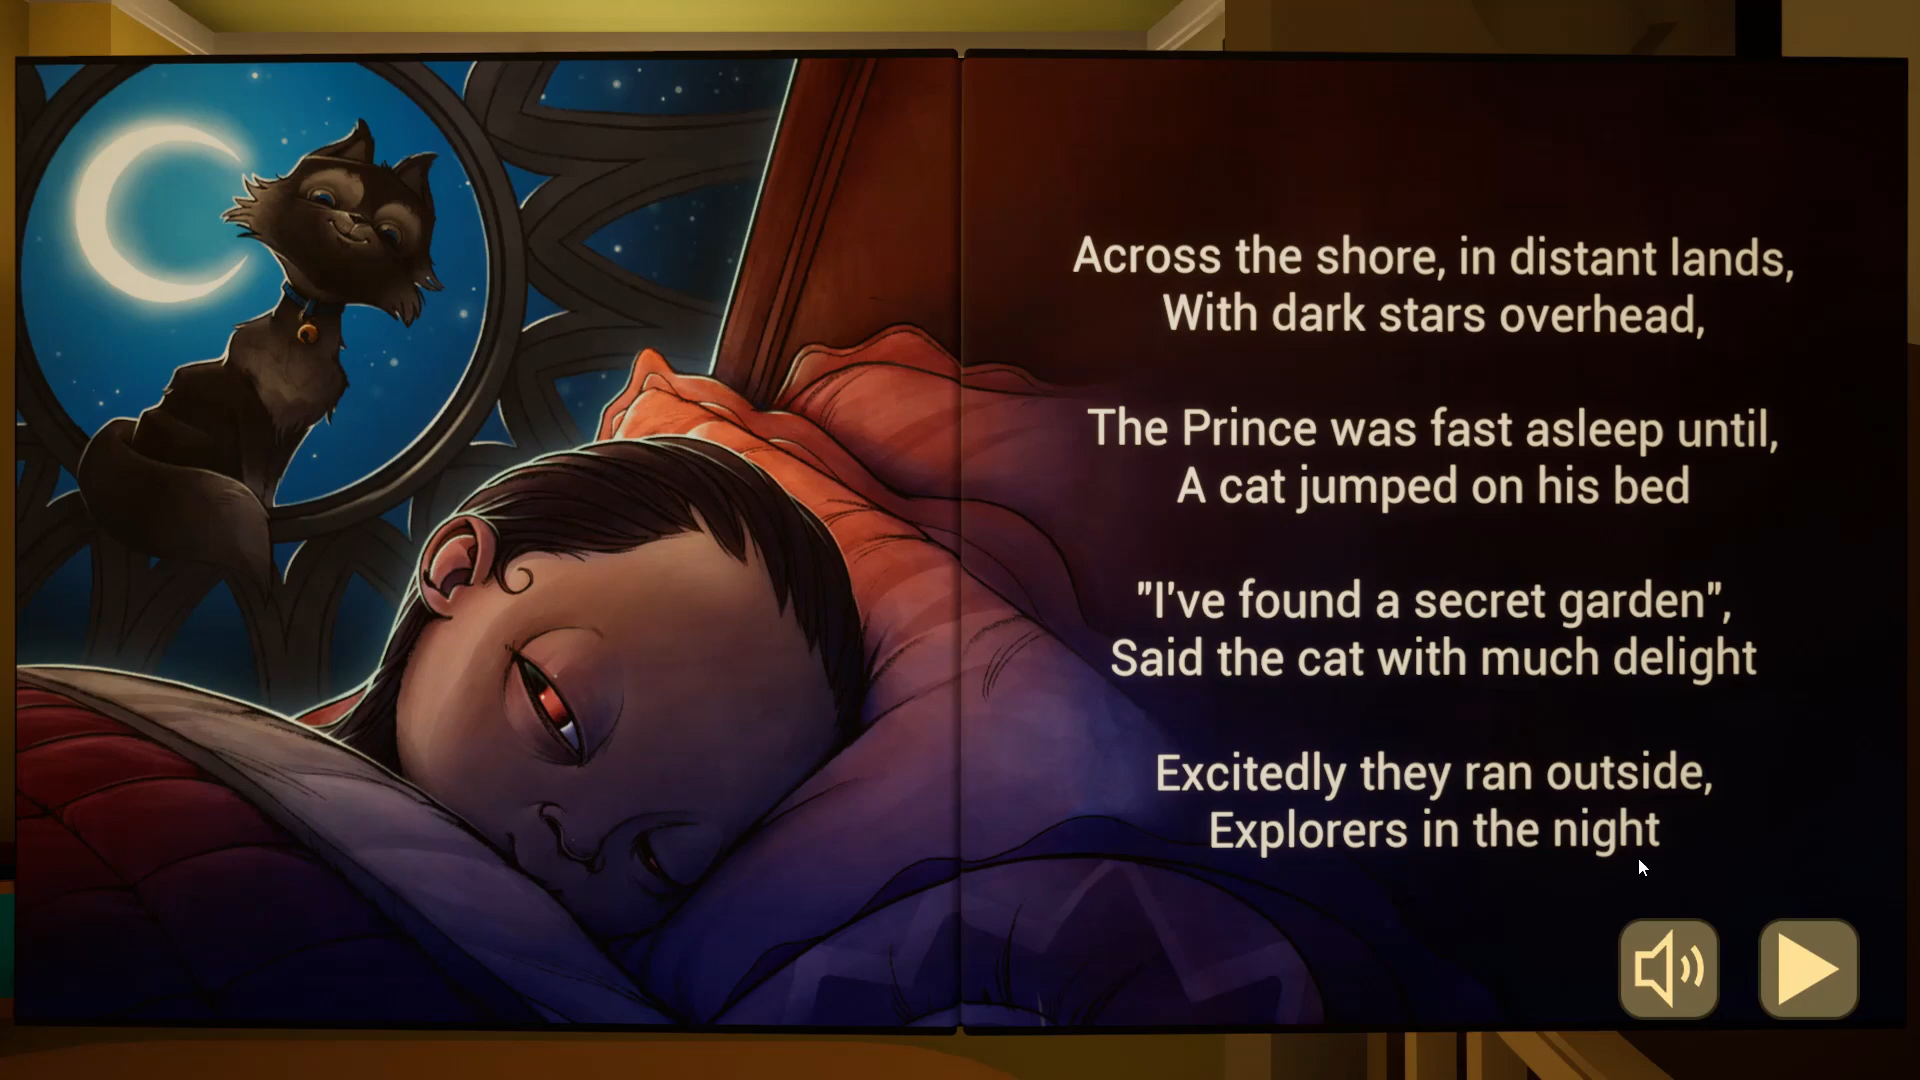 Across the shore, in distant lands,
With dark stars overhead,
The Prince was fast asleep until,
A cat jumped on his bed
"I've found a secret garden",
Said the cat with much delight
Excitedly they ran outside,
Explorers in the night